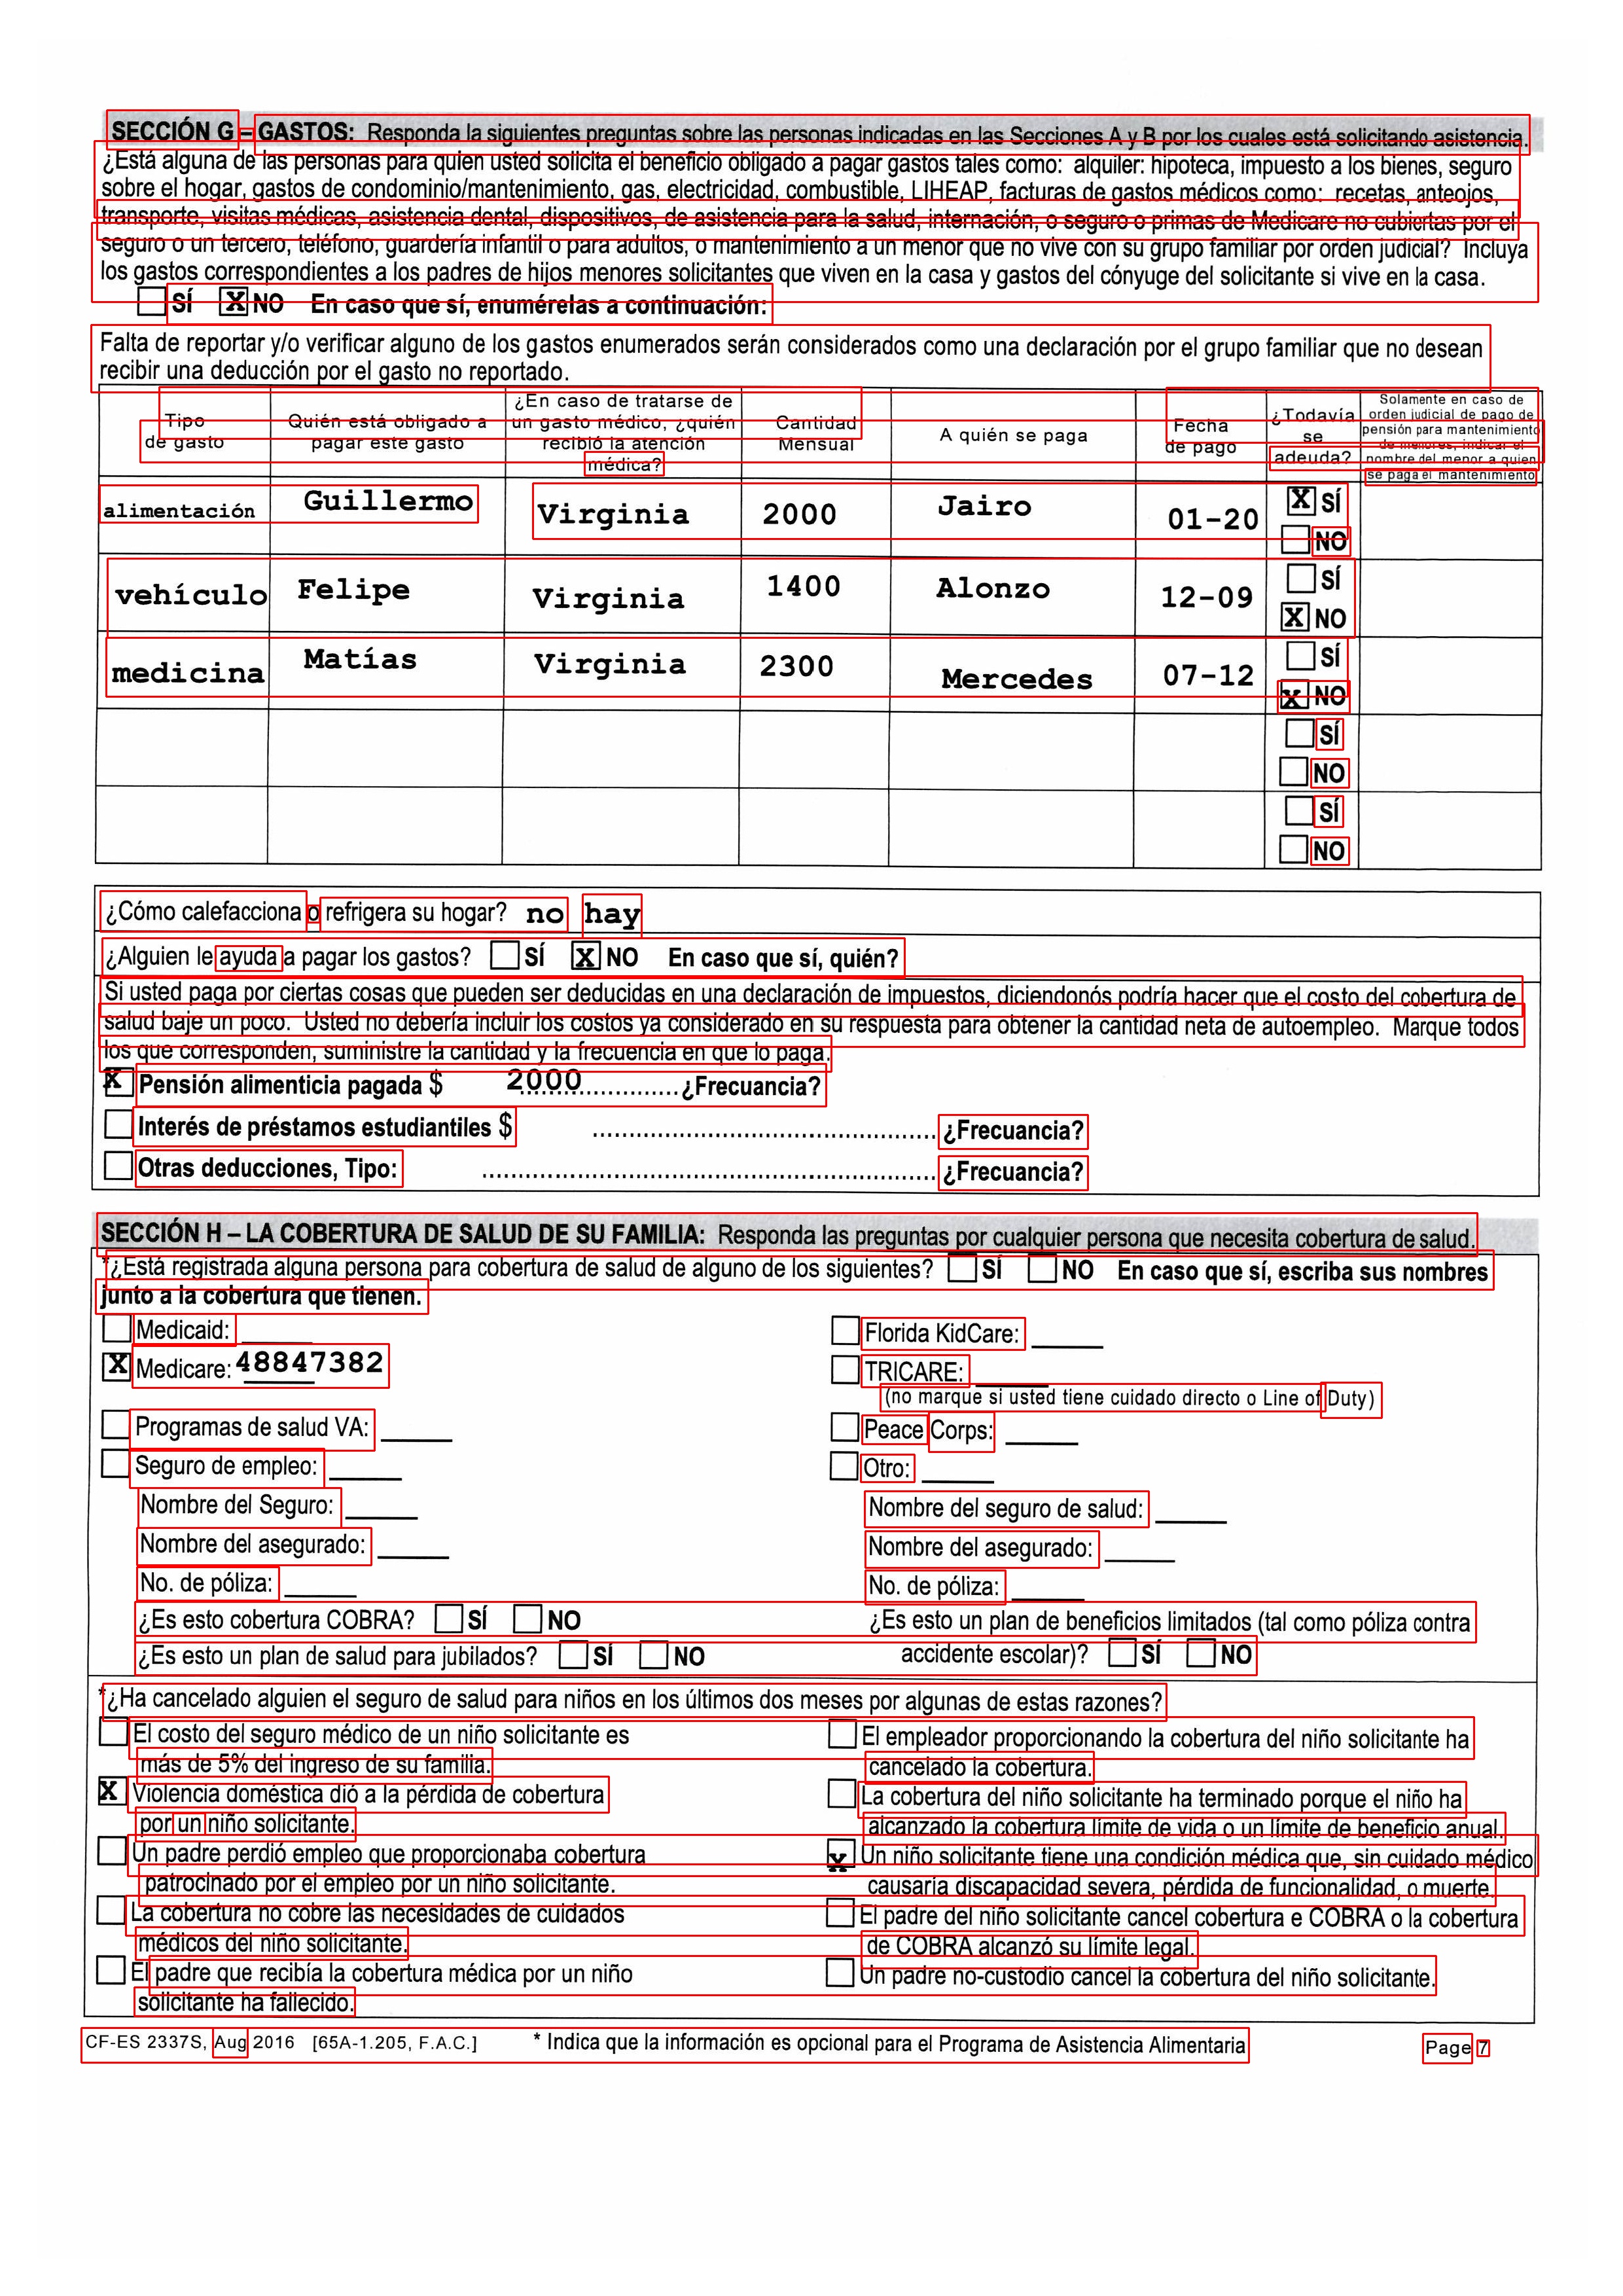 SECCIÓN G – GASTOS: Responda la siguientes preguntas sobre las personas indicadas en las Secciones A y B por los cuales está solicitando asistencia.
¿Está alguna de las personas para quien usted solicita el beneficio obligado a pagar gastos tales como: alquiler: hipoteca, impuesto a los bienes, seguro
sobre el hogar, gastos de condominio/mantenimiento, gas, electricidad, combustible, LIHEAP, facturas de gastos médicos como: recetas, anteojos,
transporte, visitas médicas, asistencia dental, dispositivos, de asistencia para la salud, internación, o seguro o primas de Medicare no cubiertas por el
seguro o un tercero, teléfono, guardería infantil o para adultos, o mantenimiento a un menor que no vive con su grupo familiar por orden judicial? Incluya
los gastos correspondientes a los padres de hijos menores solicitantes que viven en la casa y gastos del cónyuge del solicitante si vive en la casa.
SÍ X NO En caso que sí, enumérelas a continuación:
Falta de reportar y/o verificar alguno de los gastos enumerados serán considerados como una declaración por el grupo familiar que no desean
recibir una deducción por el gasto no reportado.
Tipo de gasto
Quién está obligado a pagar este gasto
¿En caso de tratarse de un gasto médico, ¿quién recibió la atención médica?
Cantidad Mensual
A quién se paga
Fecha de pago
¿Todavía se adeuda?
Solamente en caso de orden judicial de pago de pensión para mantenimiento de menores, indicar el nombre del menor a quien se paga el mantenimiento
alimentación Guillermo Virginia 2000 Jairo 01-20 X SÍ
NO
vehículo Felipe Virginia 1400 Alonzo 12-09 SÍ
X NO
medicina Matías Virginia 2300 Mercedes 07-12 SÍ
X NO
SÍ
NO
SÍ
NO
¿Cómo calefacciona o refrigera su hogar? no hay
¿Alguien le ayuda a pagar los gastos? SÍ X NO En caso que sí, quién?
Si usted paga por ciertas cosas que pueden ser deducidas en una declaración de impuestos, diciendonós podría hacer que el costo del cobertura de
salud baje un poco. Usted no debería incluir los costos ya considerado en su respuesta para obtener la cantidad neta de autoempleo. Marque todos
los que corresponden, suministre la cantidad y la frecuencia en que lo paga.
X Pensión alimenticia pagada $ 2000 ¿Frecuancia?
Interés de préstamos estudiantiles $ ¿Frecuancia?
Otras deducciones, Tipo: ¿Frecuancia?
SECCIÓN H – LA COBERTURA DE SALUD DE SU FAMILIA: Responda las preguntas por cualquier persona que necesita cobertura de salud.
*¿Está registrada alguna persona para cobertura de salud de alguno de los siguientes? SÍ NO En caso que sí, escriba sus nombres
junto a la cobertura que tienen.
Medicaid: Florida KidCare:
X Medicare: 48847382 TRICARE:
(no marque si usted tiene cuidado directo o Line of Duty)
Programas de salud VA: Peace Corps:
Seguro de empleo: Otro:
Nombre del Seguro: Nombre del seguro de salud:
Nombre del asegurado: Nombre del asegurado:
No. de póliza: No. de póliza:
¿Es esto cobertura COBRA? SÍ NO ¿Es esto un plan de beneficios limitados (tal como póliza contra
¿Es esto un plan de salud para jubilados? SÍ NO accidente escolar)? SÍ NO
*¿Ha cancelado alguien el seguro de salud para niños en los últimos dos meses por algunas de estas razones?
El costo del seguro médico de un niño solicitante es El empleador proporcionando la cobertura del niño solicitante ha
más de 5% del ingreso de su familia. cancelado la cobertura.
X Violencia doméstica dió a la pérdida de cobertura La cobertura del niño solicitante ha terminado porque el niño ha
por un niño solicitante. alcanzado la cobertura límite de vida o un límite de beneficio anual.
Un padre perdió empleo que proporcionaba cobertura x Un niño solicitante tiene una condición médica que, sin cuidado médico
patrocinado por el empleo por un niño solicitante. causaría discapacidad severa, pérdida de funcionalidad, o muerte.
La cobertura no cobre las necesidades de cuidados El padre del niño solicitante cancel cobertura e COBRA o la cobertura
médicos del niño solicitante. de COBRA alcanzó su límite legal.
El padre que recibía la cobertura médica por un niño Un padre no-custodio cancel la cobertura del niño solicitante.
solicitante ha fallecido.
CF-ES 2337S, Aug 2016 [65A-1.205, F.A.C.] * Indica que la información es opcional para el Programa de Asistencia Alimentaria Page 7